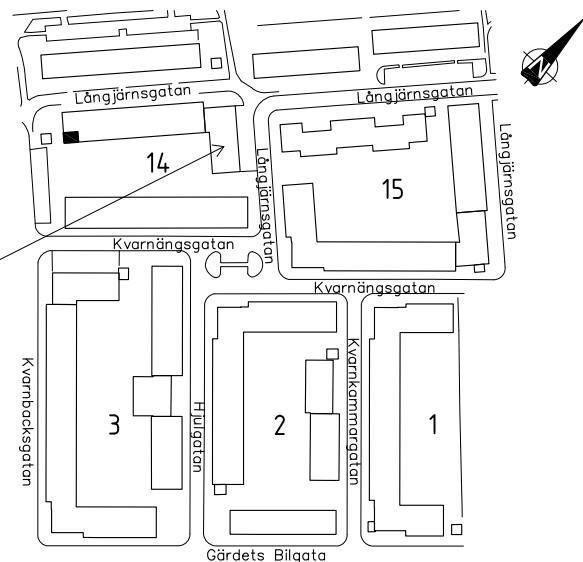 Långjärnsgatan
Långjärnsgatan
N
14
15
Långjärnsgatan
Långjärnsgatan
Kvarnängsgatan
Kvarnängsgatan
Kvarnbacksgatan
3
Hjulgatan
2
Kvarnkammargatan
1
Gärdets Bilgata